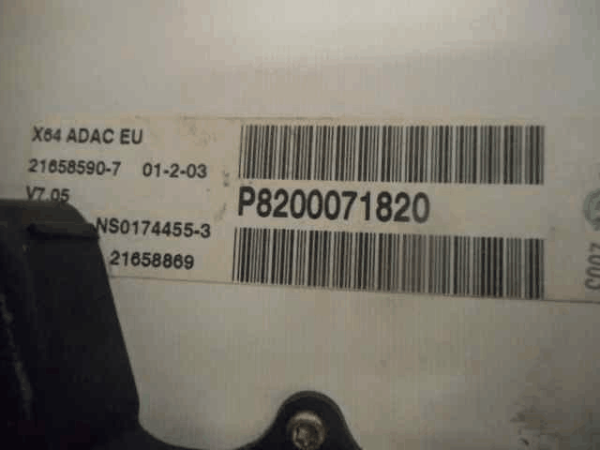 X64 ADAC EU
21658590-7 01-2-03
V7.05
P8200071820
NS0174455-3
21658869